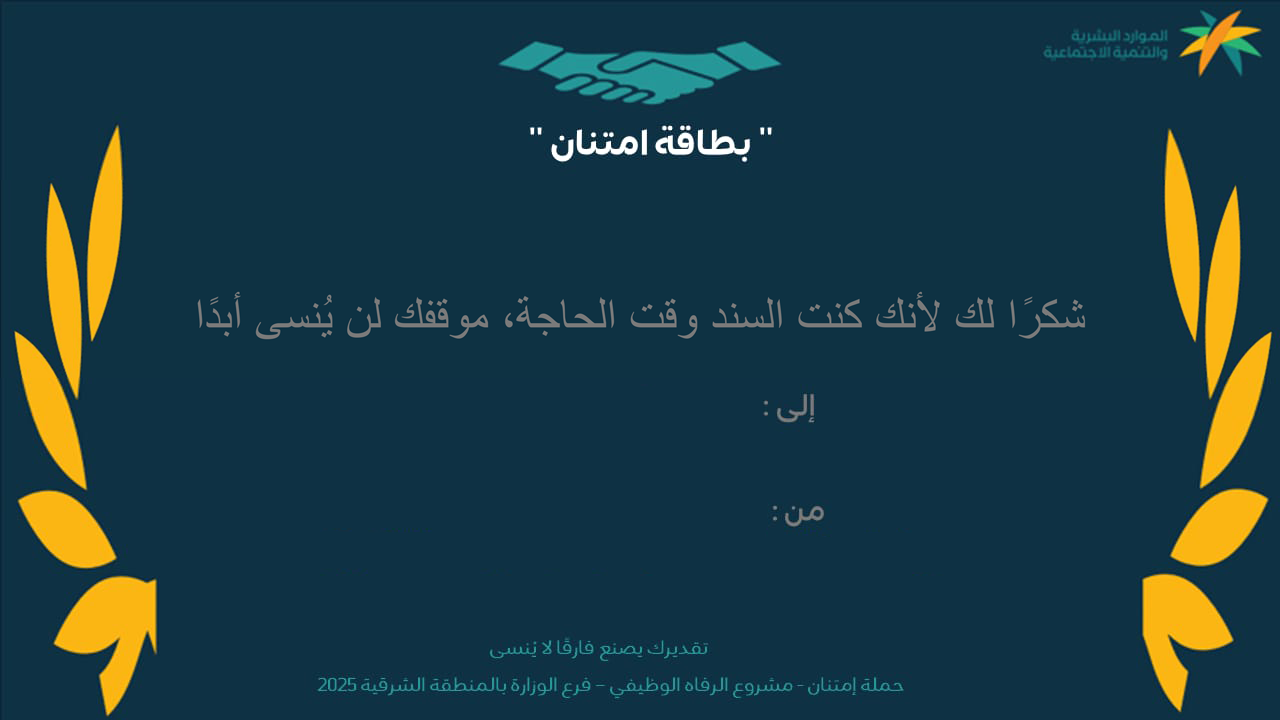 الموارد البشرية
والتنمية الاجتماعية
" بطاقة امتنان "
شكرًا لك لأنك كنت السند وقت الحاجة، موقفك لن يُنسى أبدًا
إلى :
من :
تقديرك يصنع فارقًا لا يُنسى
حملة إمتنان - مشروع الرفاه الوظيفي – فرع الوزارة بالمنطقة الشرقية 2025